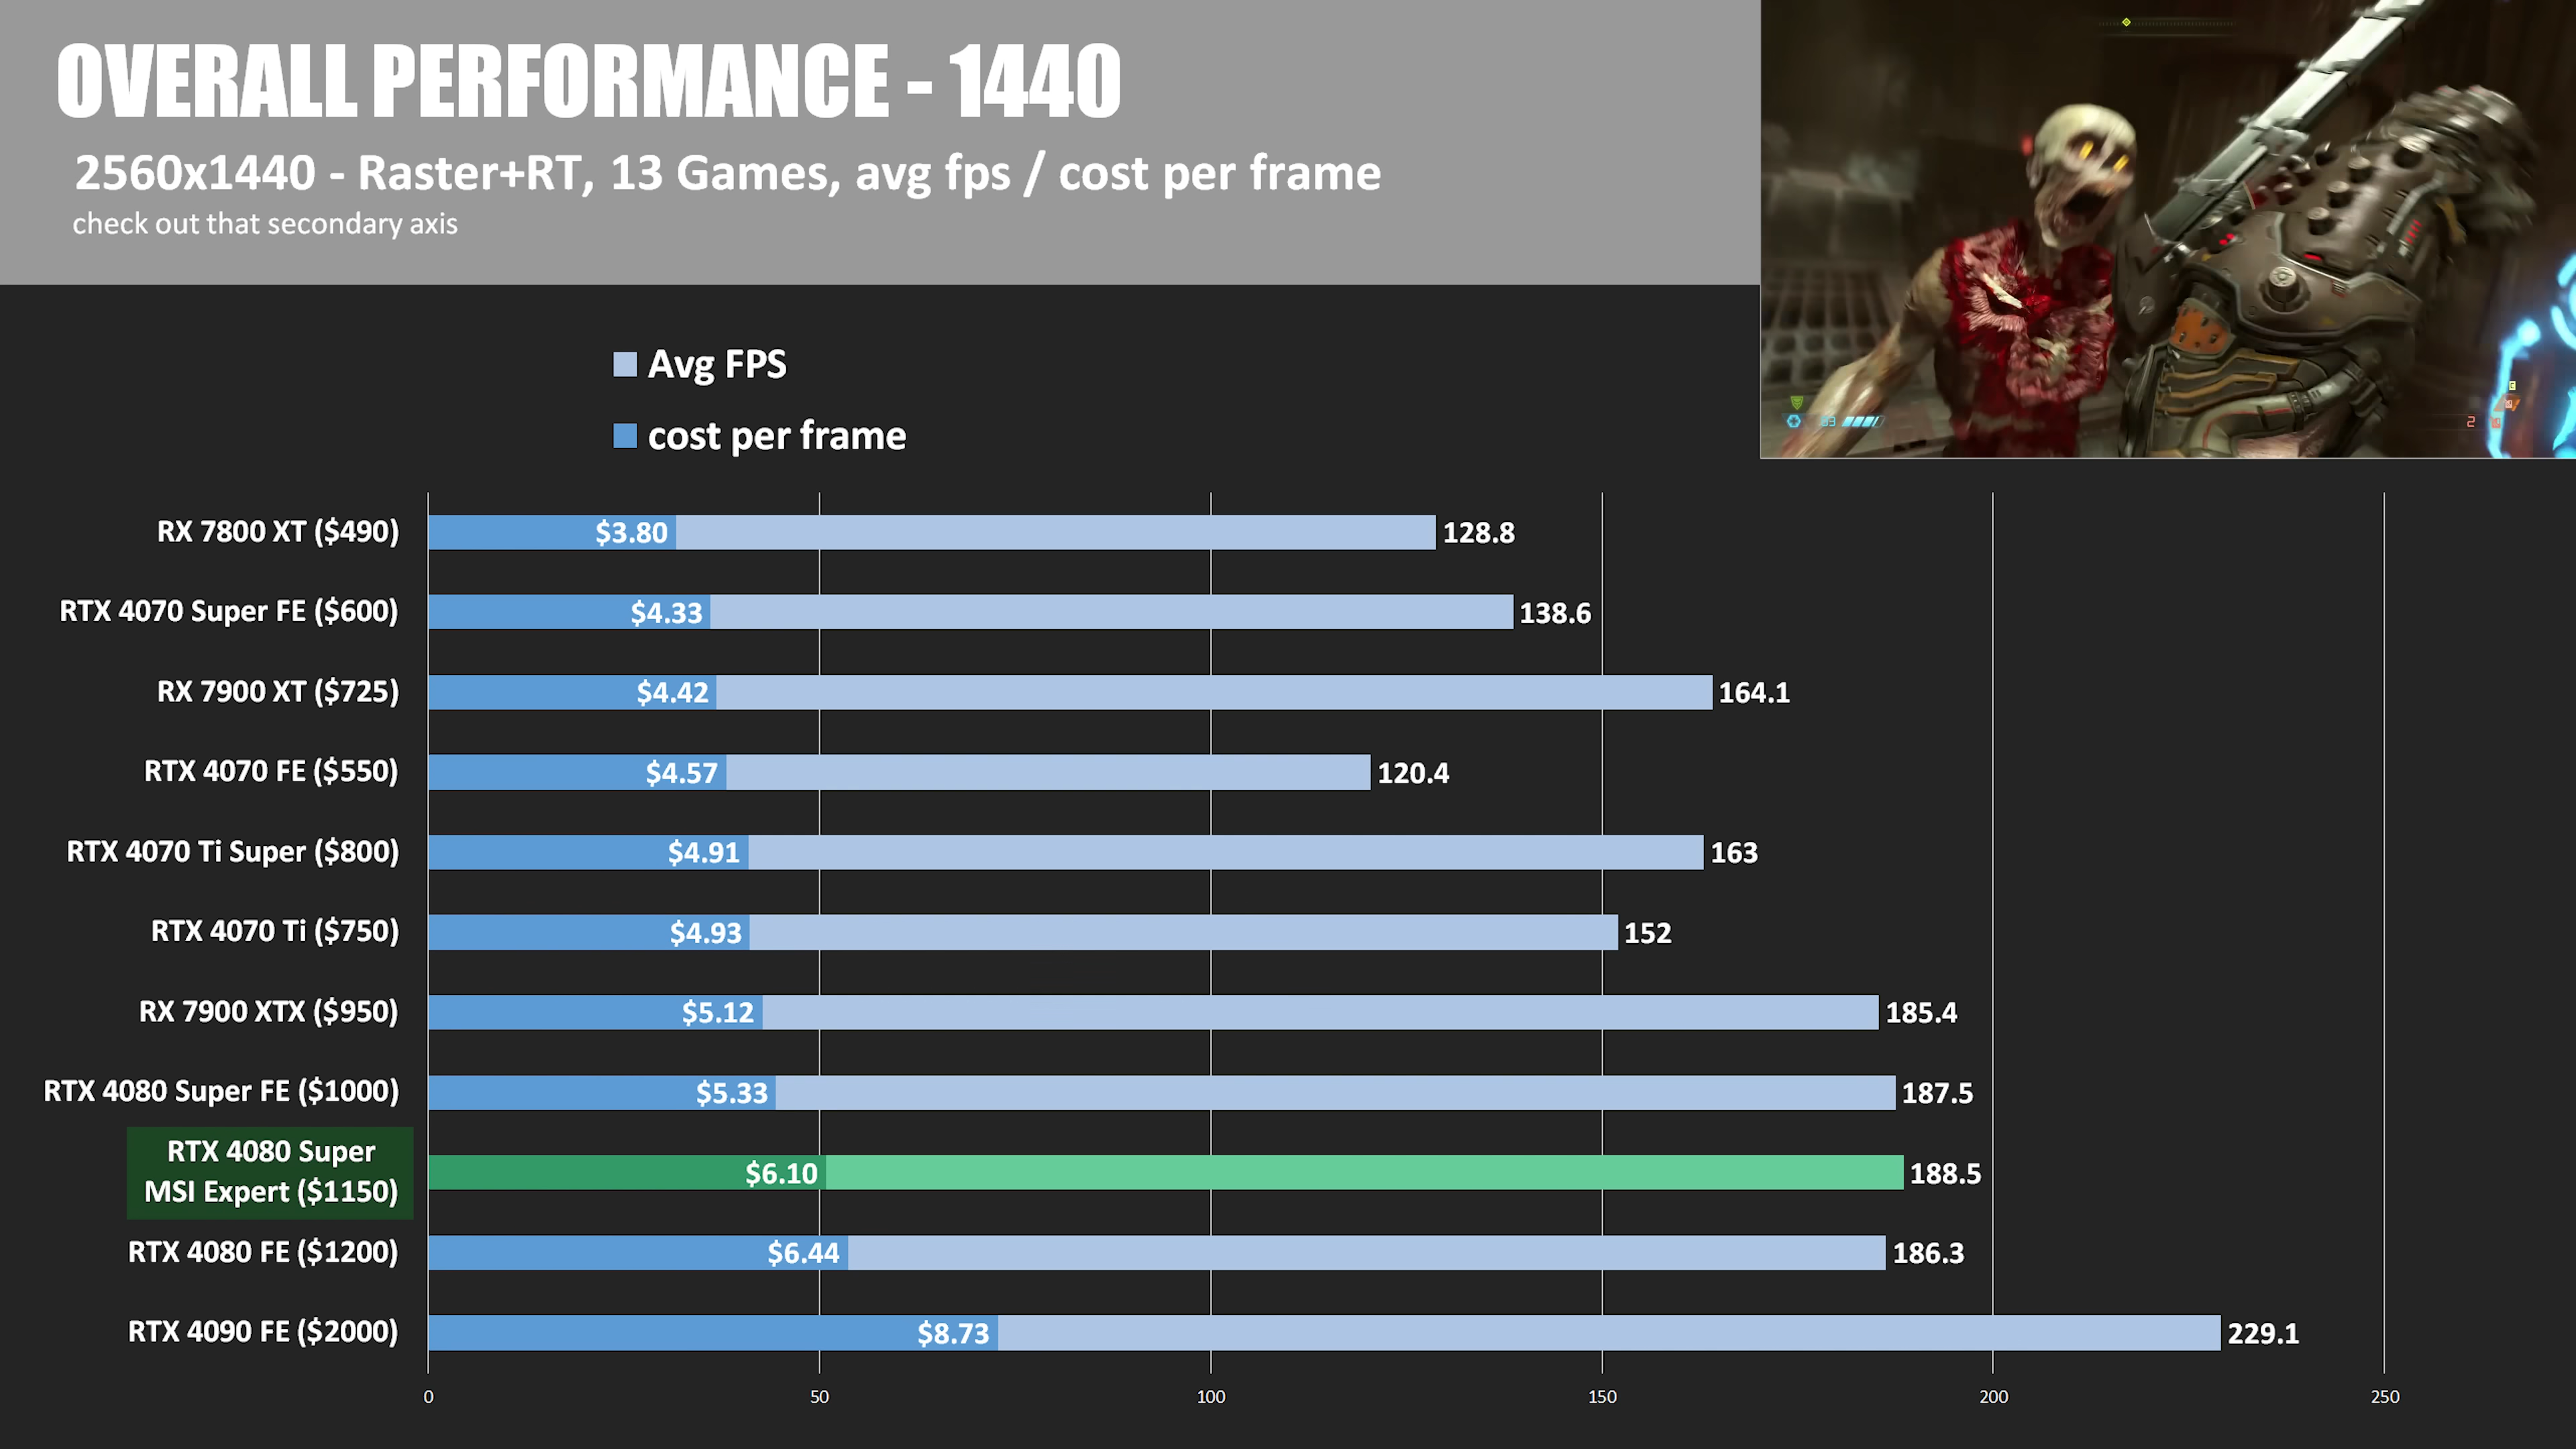 OVERALL PERFORMANCE - 1440
2560x1440 - Raster+RT, 13 Games, avg fps / cost per frame
check out that secondary axis
Avg FPS
cost per frame
RX 7800 XT ($490) $3.80 128.8
RTX 4070 Super FE ($600) $4.33 138.6
RX 7900 XT ($725) $4.42 164.1
RTX 4070 FE ($550) $4.57 120.4
RTX 4070 Ti Super ($800) $4.91 163
RTX 4070 Ti ($750) $4.93 152
RX 7900 XTX ($950) $5.12 185.4
RTX 4080 Super FE ($1000) $5.33 187.5
RTX 4080 Super
MSI Expert ($1150) $6.10 188.5
RTX 4080 FE ($1200) $6.44 186.3
RTX 4090 FE ($2000) $8.73 229.1
0 50 100 150 200 250